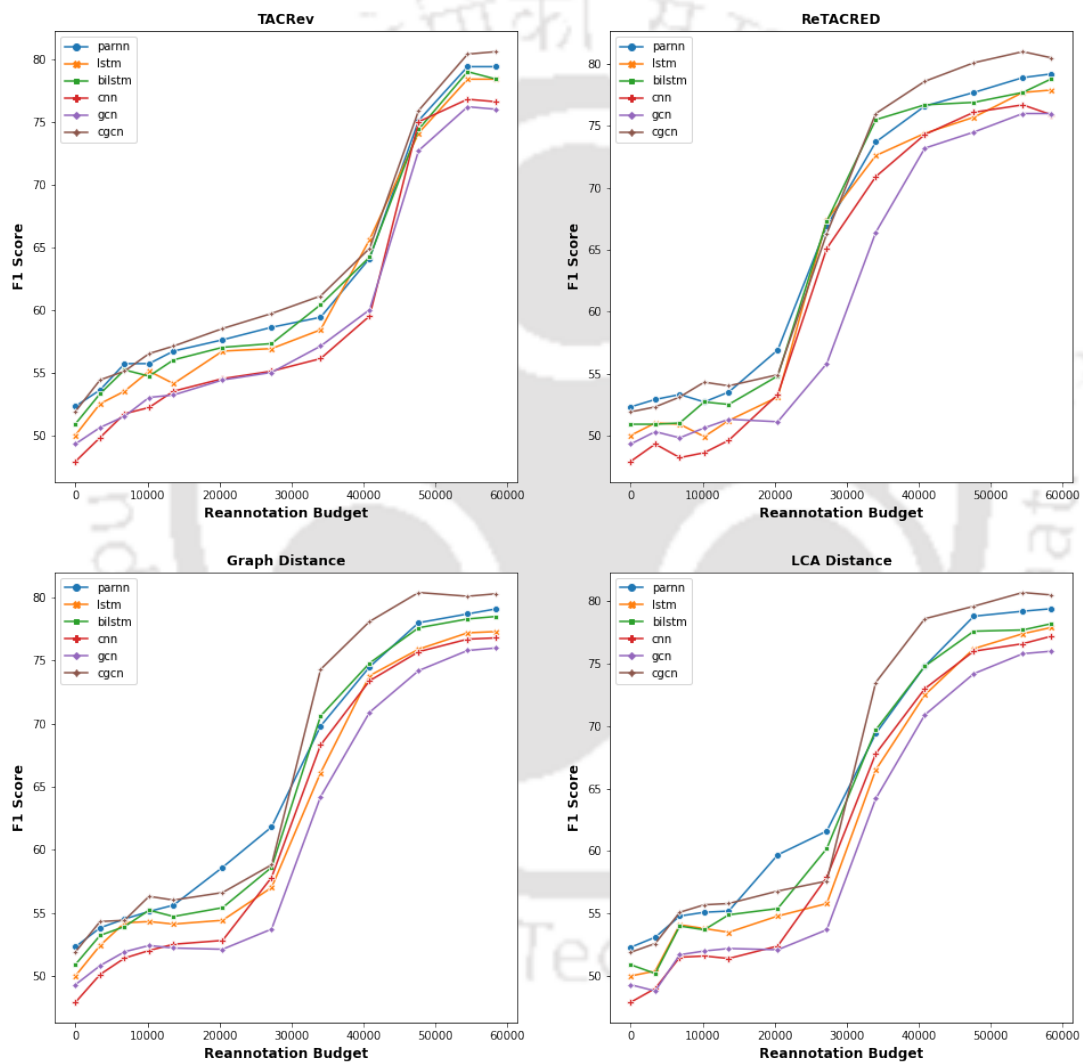 TACRev
parnn
lstm
bilstm
cnn
gcn
cgcn
80
75
70
65
60
55
50
F1 Score
0 10000 20000 30000 40000 50000 60000
Reannotation Budget
ReTACRED
parnn
lstm
bilstm
cnn
gcn
cgcn
80
75
70
65
60
55
50
F1 Score
0 10000 20000 30000 40000 50000 60000
Reannotation Budget
Graph Distance
parnn
lstm
bilstm
cnn
gcn
cgcn
80
75
70
65
60
55
50
F1 Score
0 10000 20000 30000 40000 50000 60000
Reannotation Budget
LCA Distance
parnn
lstm
bilstm
cnn
gcn
cgcn
80
75
70
65
60
55
50
F1 Score
0 10000 20000 30000 40000 50000 60000
Reannotation Budget